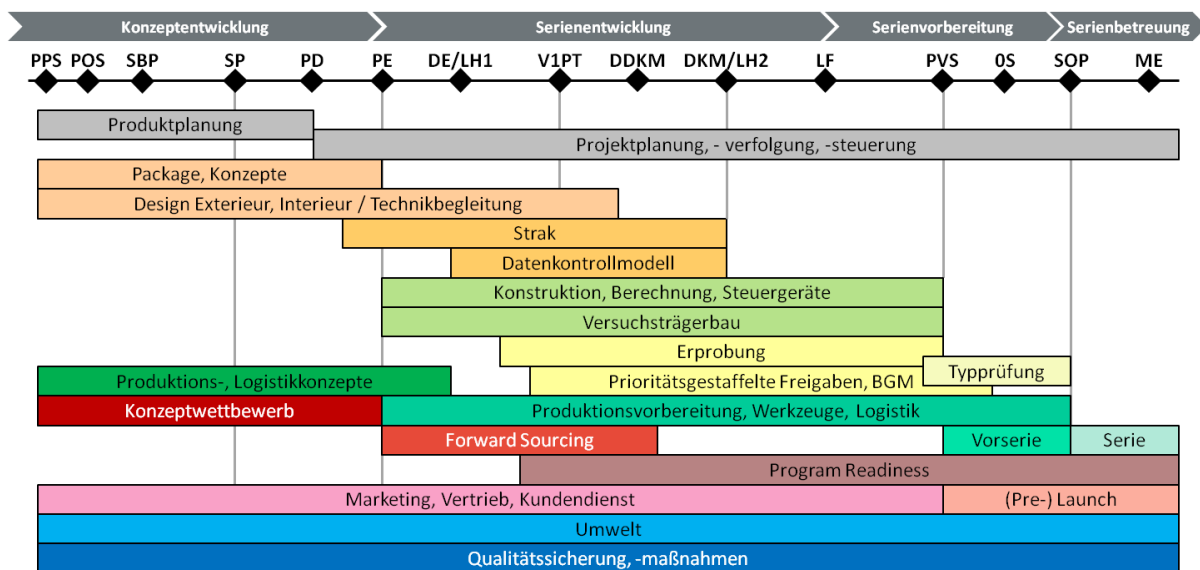 Konzeptentwicklung Serienentwicklung Serienvorbereitung Serienbetreuung
PPS POS SBP SP PD PE DE/LH1 V1PT DDKM DKM/LH2 LF PVS 0S SOP ME
Produktplanung
Projektplanung, - verfolgung, -steuerung
Package, Konzepte
Design Exterieur, Interieur / Technikbegleitung
Strak
Datenkontrollmodell
Konstruktion, Berechnung, Steuergeräte
Versuchsträgerbau
Erprobung
Typprüfung
Produktions-, Logistikkonzepte Prioritätsgestaffelte Freigaben, BGM
Konzeptwettbewerb Produktionsvorbereitung, Werkzeuge, Logistik
Forward Sourcing Vorserie Serie
Program Readiness
Marketing, Vertrieb, Kundendienst (Pre-) Launch
Umwelt
Qualitätssicherung, -maßnahmen